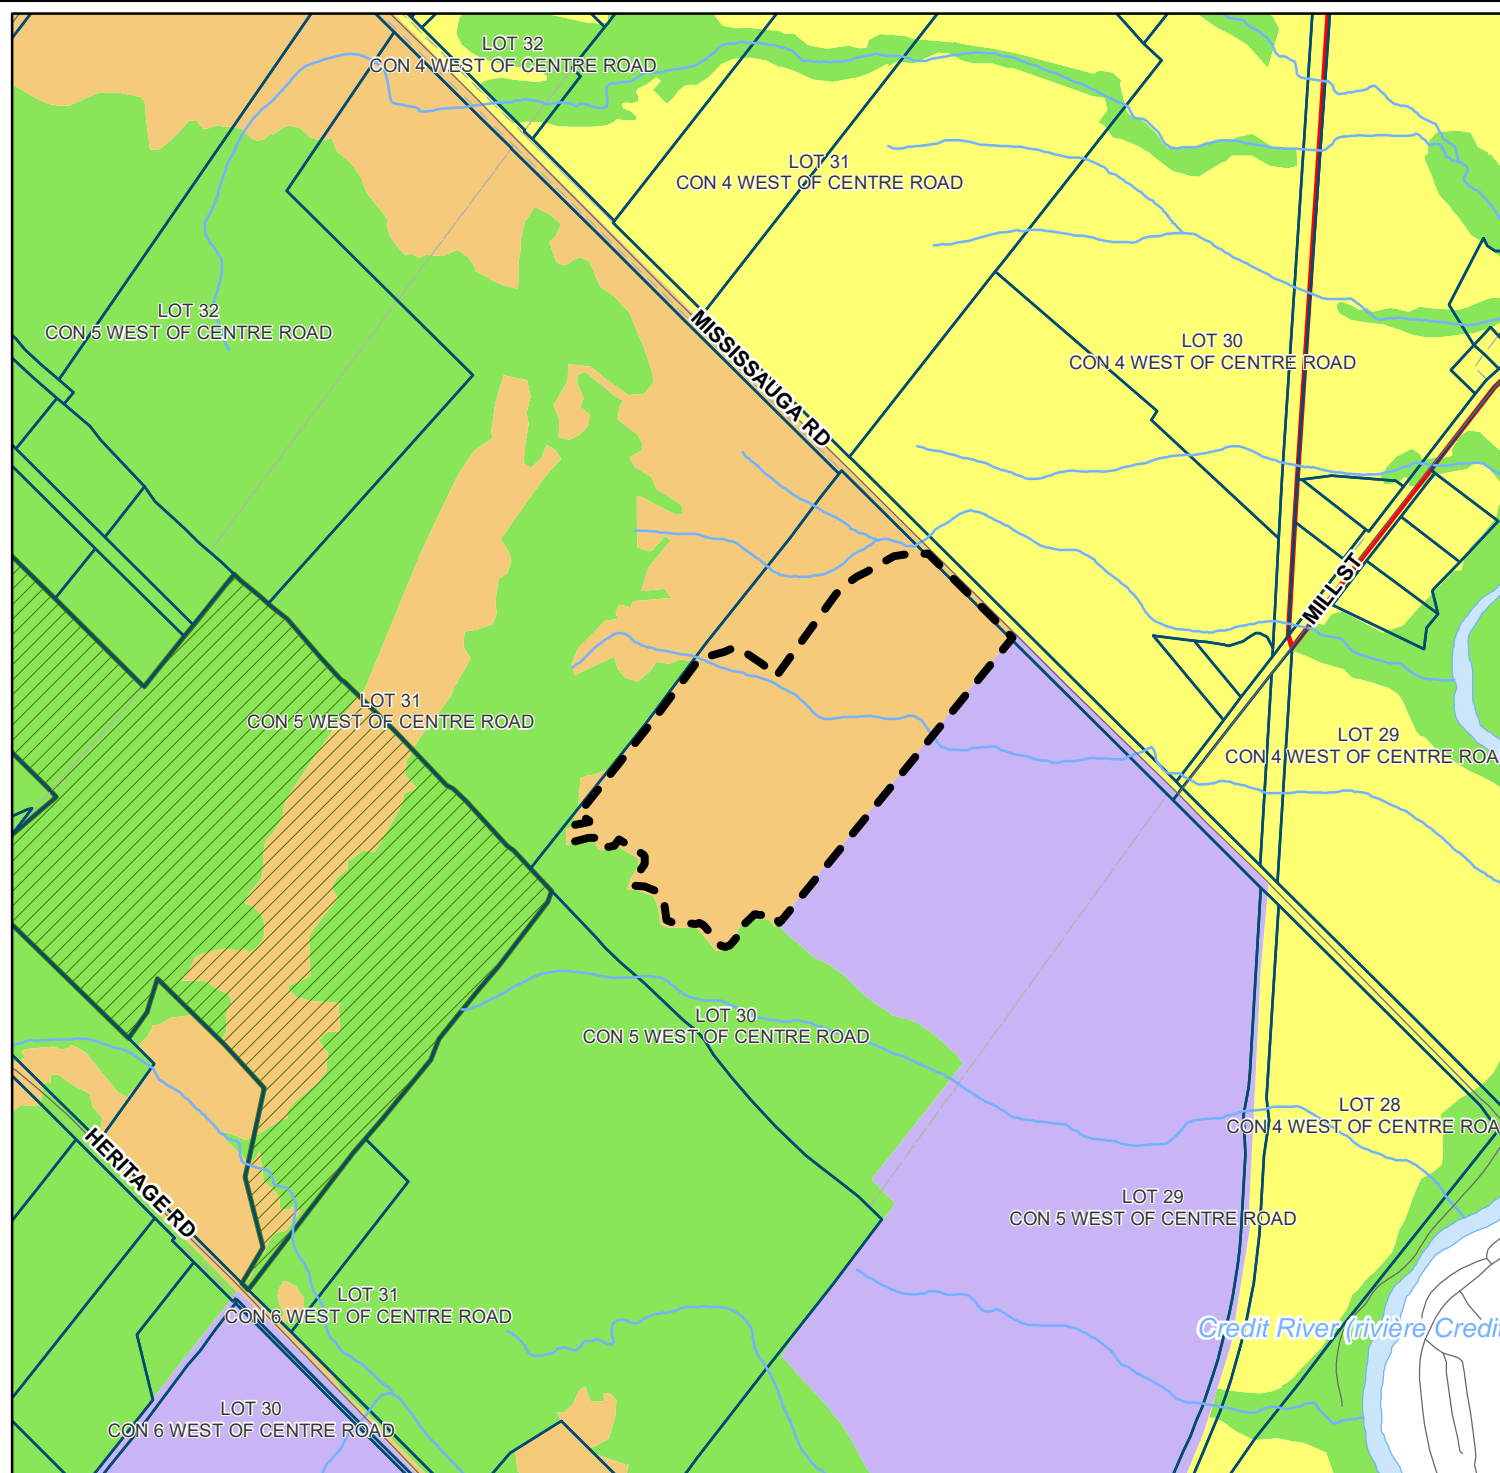 LOT 32
CON 4 WEST OF CENTRE ROAD
LOT 31
CON 4 WEST OF CENTRE ROAD
LOT 32
CON 5 WEST OF CENTRE ROAD
MISSISSAUGA RD
LOT 30
CON 4 WEST OF CENTRE ROAD
MILL ST
LOT 31
CON 5 WEST OF CENTRE ROAD
LOT 29
CON 4 WEST OF CENTRE ROA
LOT 30
CON 5 WEST OF CENTRE ROAD
LOT 28
CON 4 WEST OF CENTRE ROA
HERITAGE RD
LOT 29
CON 5 WEST OF CENTRE ROAD
LOT 31
CON 6 WEST OF CENTRE ROAD
Credit River (rivière Credit
LOT 30
CON 6 WEST OF CENTRE ROAD